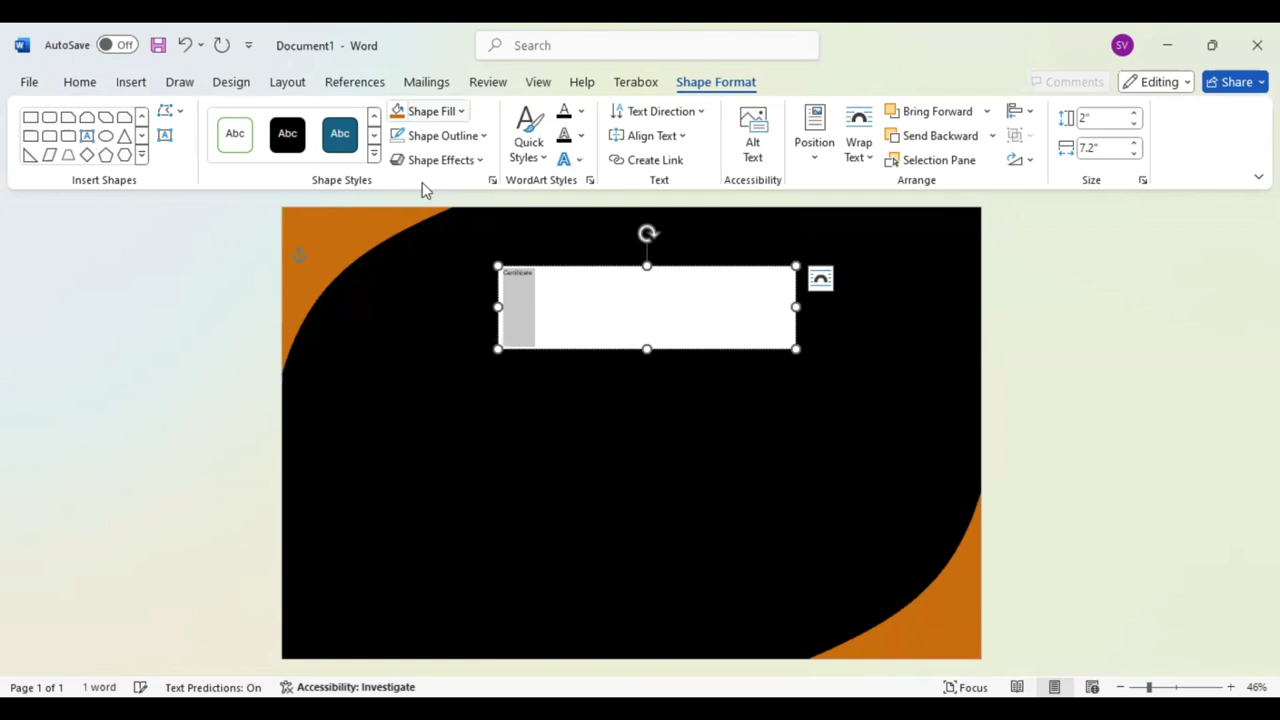 AutoSave Off Document1 - Word Search SV
File Home Insert Draw Design Layout References Mailings Review View Help Terabox Shape Format Comments Editing Share
Abc Abc Abc
Shape Fill
Shape Outline
Shape Effects
Quick Styles
Text Direction
Align Text
Create Link
Alt Text
Position
Wrap Text
Bring Forward
Send Backward
Selection Pane
2"
7.2"
Insert Shapes Shape Styles WordArt Styles Text Accessibility Arrange Size
Certificate
Page 1 of 1 1 word Text Predictions: On Accessibility: Investigate Focus 46%